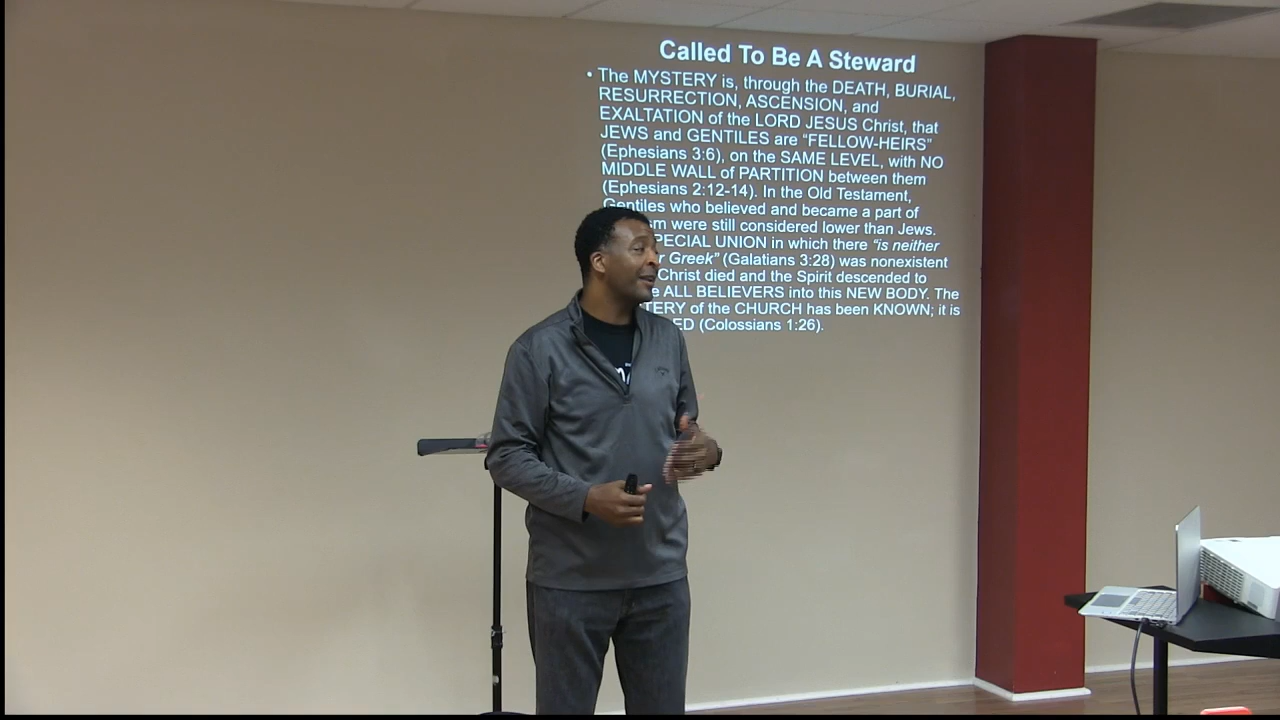 Called To Be A Steward
• The MYSTERY is, through the DEATH, BURIAL,
RESURRECTION, ASCENSION, and
EXALTATION of the LORD JESUS Christ, that
JEWS and GENTILES are “FELLOW-HEIRS”
(Ephesians 3:6), on the SAME LEVEL, with NO
MIDDLE WALL of PARTITION between them
(Ephesians 2:12-14). In the Old Testament,
Gentiles who believed and became a part of
were still considered lower than Jews.
UNION in which there “is neither
Greek” (Galatians 3:28) was nonexistent
Christ died and the Spirit descended to
ALL BELIEVERS into this NEW BODY. The
of the CHURCH has been KNOWN; it is
(Colossians 1:26).